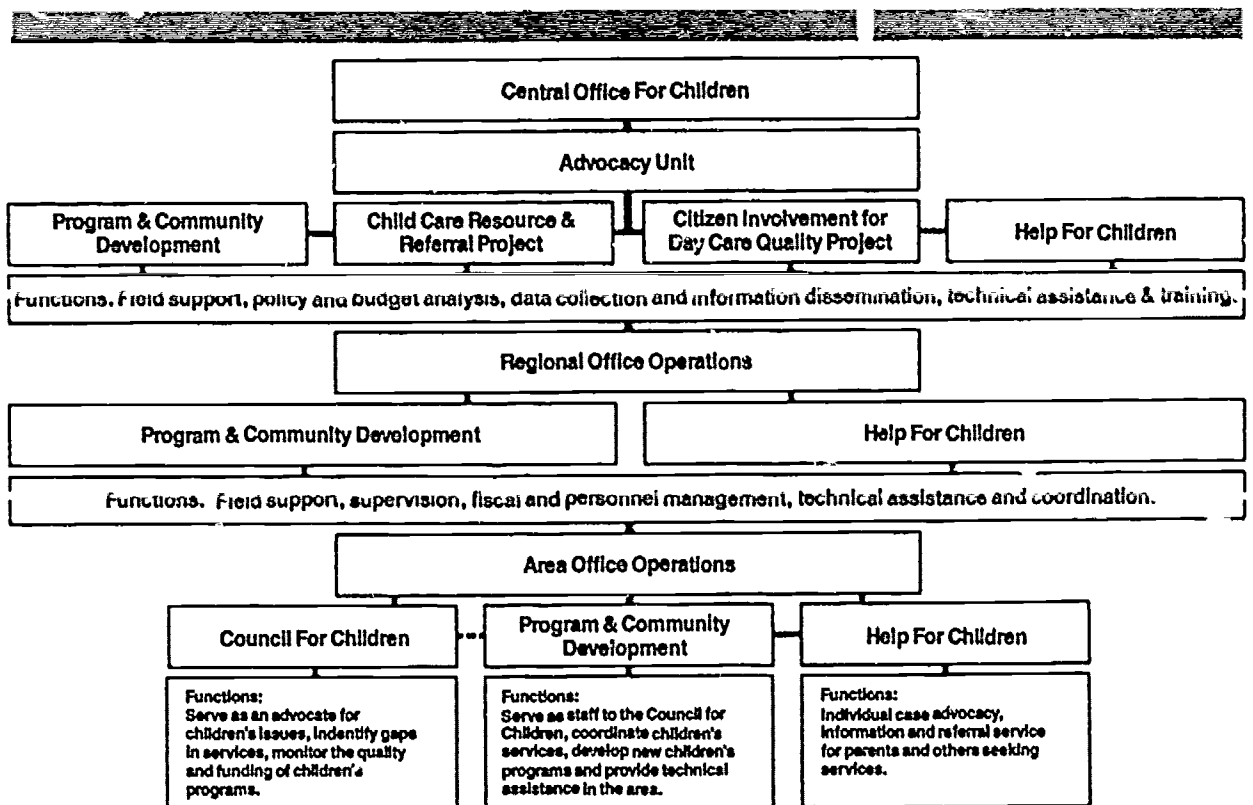 Central Office For Children
Advocacy Unit
Program & Community
Development
Child Care Resource &
Referral Project
Citizen Involvement for
Day Care Quality Project
Help For Children
Functions. Field support, policy and budget analysis, data collection and information dissemination, technical assistance & training.
Regional Office Operations
Program & Community Development
Help For Children
Functions. Field support, supervision, fiscal and personnel management, technical assistance and coordination.
Area Office Operations
Council For Children
Program & Community
Development
Help For Children
Functions:
Serve as an advocate for
children's issues, indentify gaps
in services, monitor the quality
and funding of children's
programs.
Functions:
Serve as staff to the Council for
Children, coordinate children's
services, develop new children's
programs and provide technical
assistance in the area.
Functions:
Individual case advocacy,
information and referral service
for parents and others seeking
services.